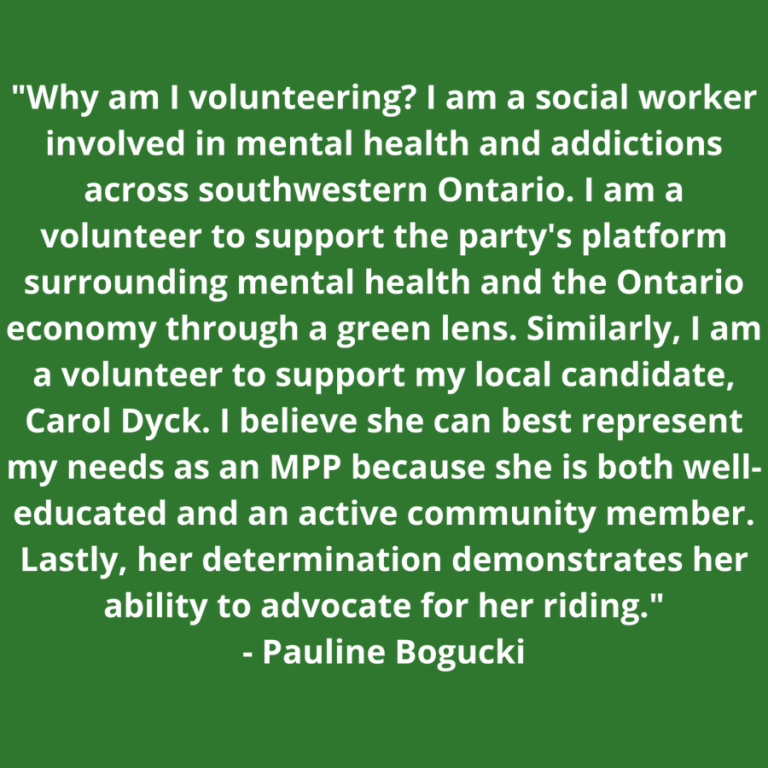 "Why am I volunteering? I am a social worker
involved in mental health and addictions
across southwestern Ontario. I am a
volunteer to support the party's platform
surrounding mental health and the Ontario
economy through a green lens. Similarly, I am
a volunteer to support my local candidate,
Carol Dyck. I believe she can best represent
my needs as an MPP because she is both well-
educated and an active community member.
Lastly, her determination demonstrates her
ability to advocate for her riding."
- Pauline Bogucki